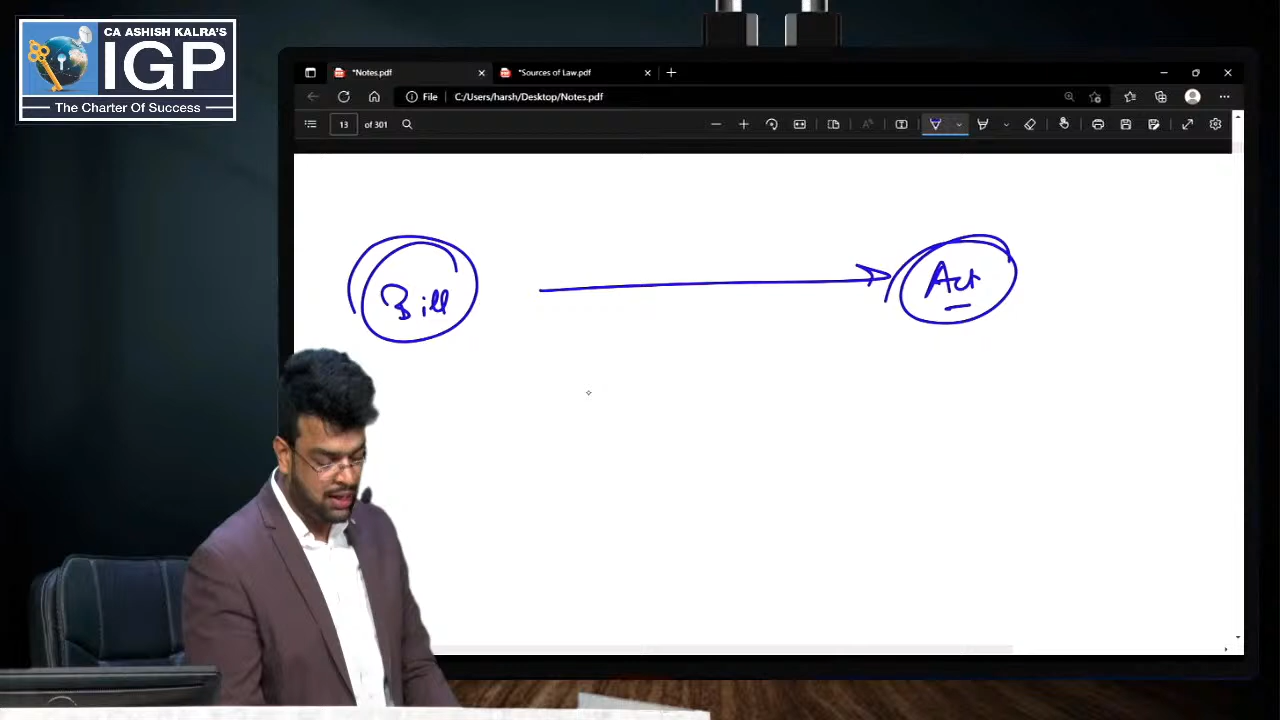 CA ASHISH KALRA'S
IGP
The Charter Of Success
*Notes.pdf
*Sources of Law.pdf
File
C:/Users/harsh/Desktop/Notes.pdf
13
of 301
Bill
Act